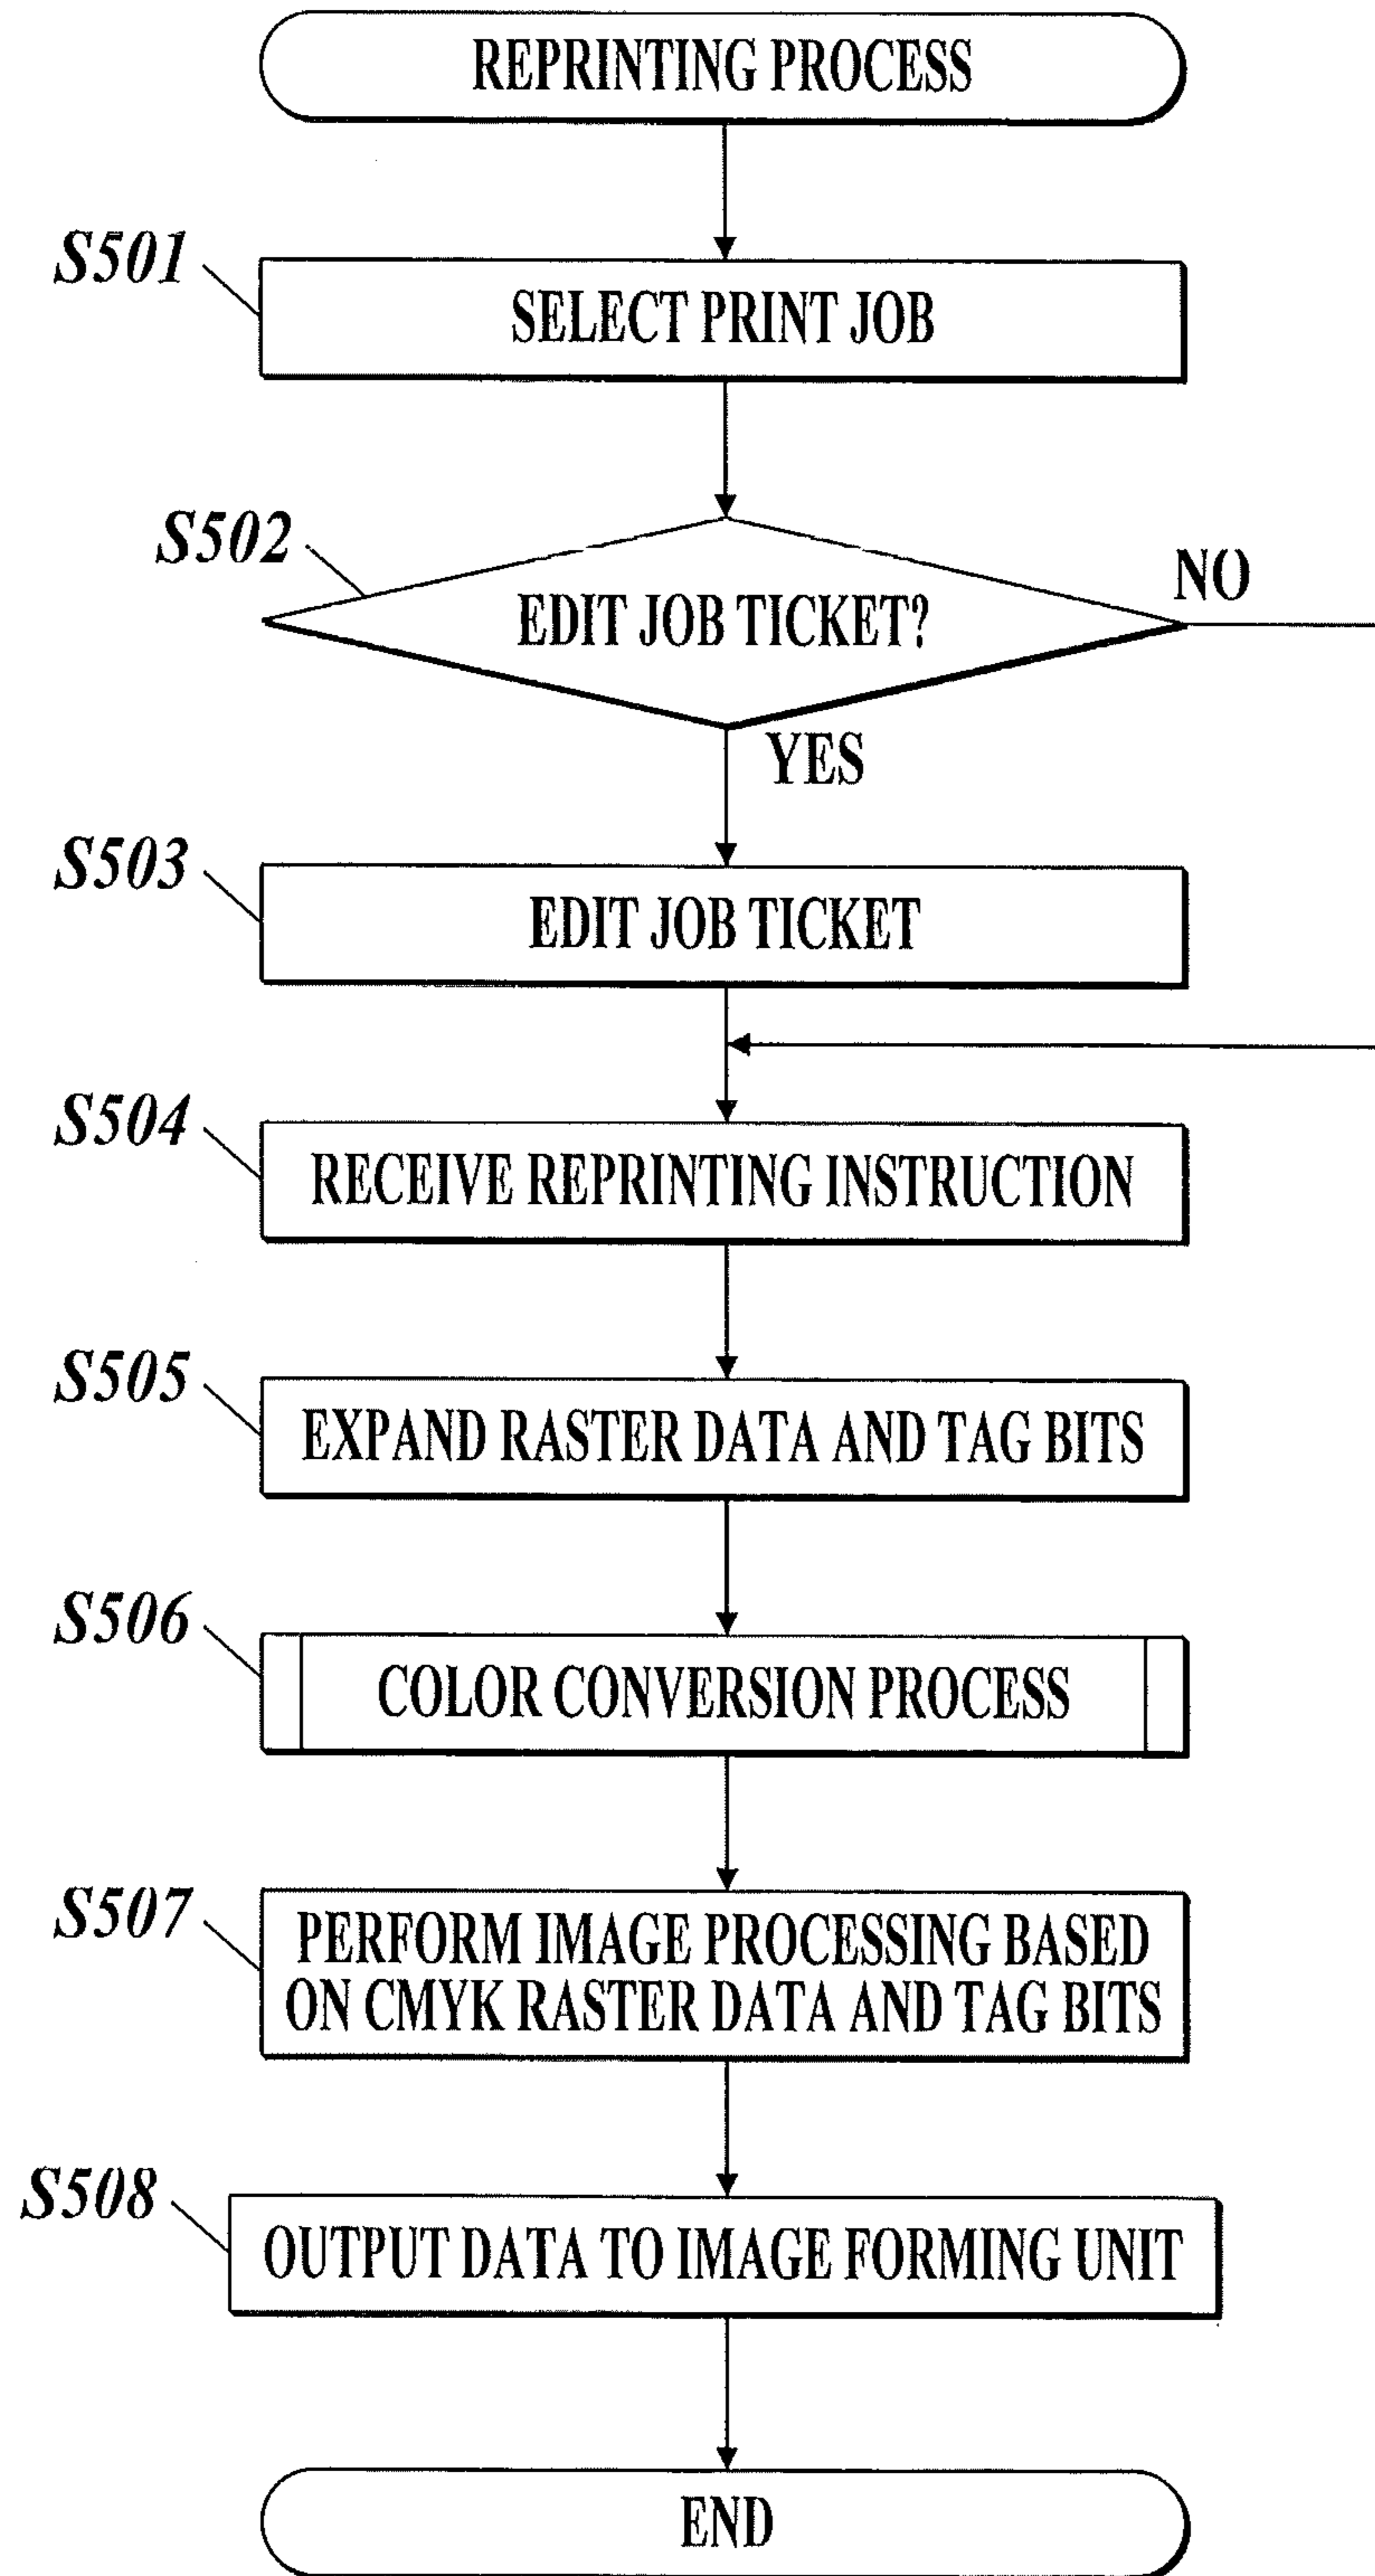 REPRINTING PROCESS
S501
SELECT PRINT JOB
S502
EDIT JOB TICKET?
NO
YES
S503
EDIT JOB TICKET
S504
RECEIVE REPRINTING INSTRUCTION
S505
EXPAND RASTER DATA AND TAG BITS
S506
COLOR CONVERSION PROCESS
S507
PERFORM IMAGE PROCESSING BASED
ON CMYK RASTER DATA AND TAG BITS
S508
OUTPUT DATA TO IMAGE FORMING UNIT
END